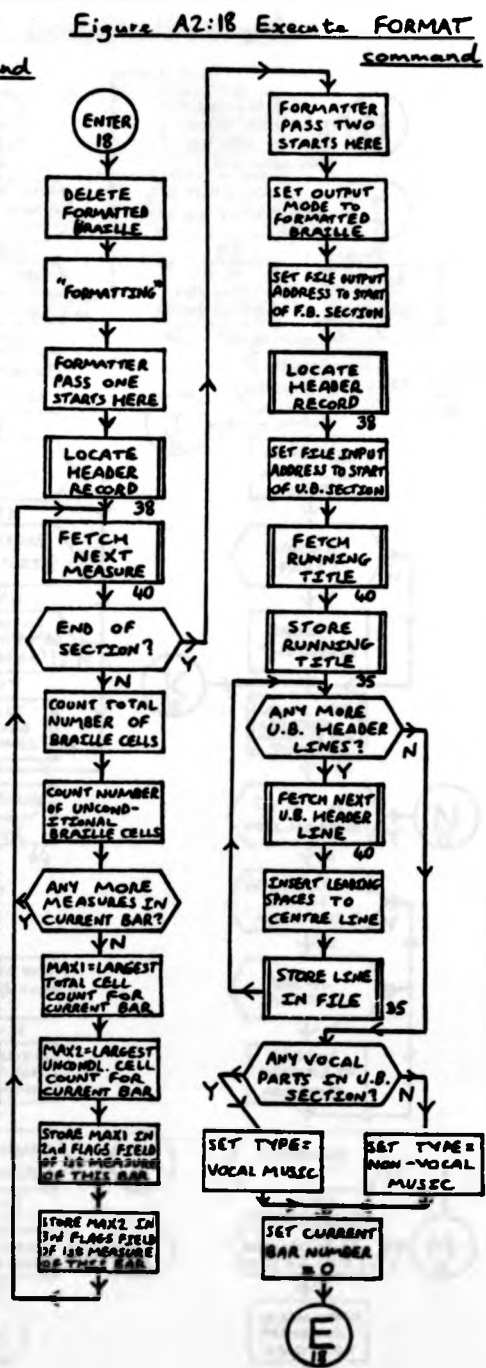 Figure A2:18 Execute FORMAT
command
nd
ENTER
18
DELETE
FORMATTED
BRAILLE
"FORMATTING"
FORMATTER
PASS ONE
STARTS HERE
LOCATE
HEADER
RECORD
38
FETCH
NEXT
MEASURE
40
END OF
SECTION?
Y
N
COUNT TOTAL
NUMBER OF
BRAILLE CELLS
COUNT NUMBER
OF UNCOND-
ITIONAL
BRAILLE CELLS
ANY MORE
MEASURES IN
CURRENT BAR?
Y
N
MAX1=LARGEST
TOTAL CELL
COUNT FOR
CURRENT BAR
MAX2=LARGEST
UNCONDL. CELL
COUNT FOR
CURRENT BAR
STORE MAX1 IN
2nd FLAGS FIELD
OF 1st MEASURE
OF THIS BAR
STORE MAX2 IN
3rd FLAGS FIELD
OF 1st MEASURE
OF THIS BAR
FORMATTER
PASS TWO
STARTS HERE
SET OUTPUT
MODE TO
FORMATTED
BRAILLE
SET FILE OUTPUT
ADDRESS TO START
OF F.B. SECTION
LOCATE
HEADER
RECORD
38
SET FILE INPUT
ADDRESS TO START
OF U.B. SECTION
FETCH
RUNNING
TITLE
40
STORE
RUNNING
TITLE
35
ANY MORE
U.B. HEADER
LINES?
N
Y
FETCH NEXT
U.B. HEADER
LINE
40
INSERT LEADING
SPACES TO
CENTRE LINE
STORE LINE
IN FILE
35
ANY VOCAL
PARTS IN U.B.
SECTION?
Y
N
SET TYPE=
VOCAL MUSIC
SET TYPE=
NON-VOCAL
MUSIC
SET CURRENT
BAR NUMBER
=0
E
18